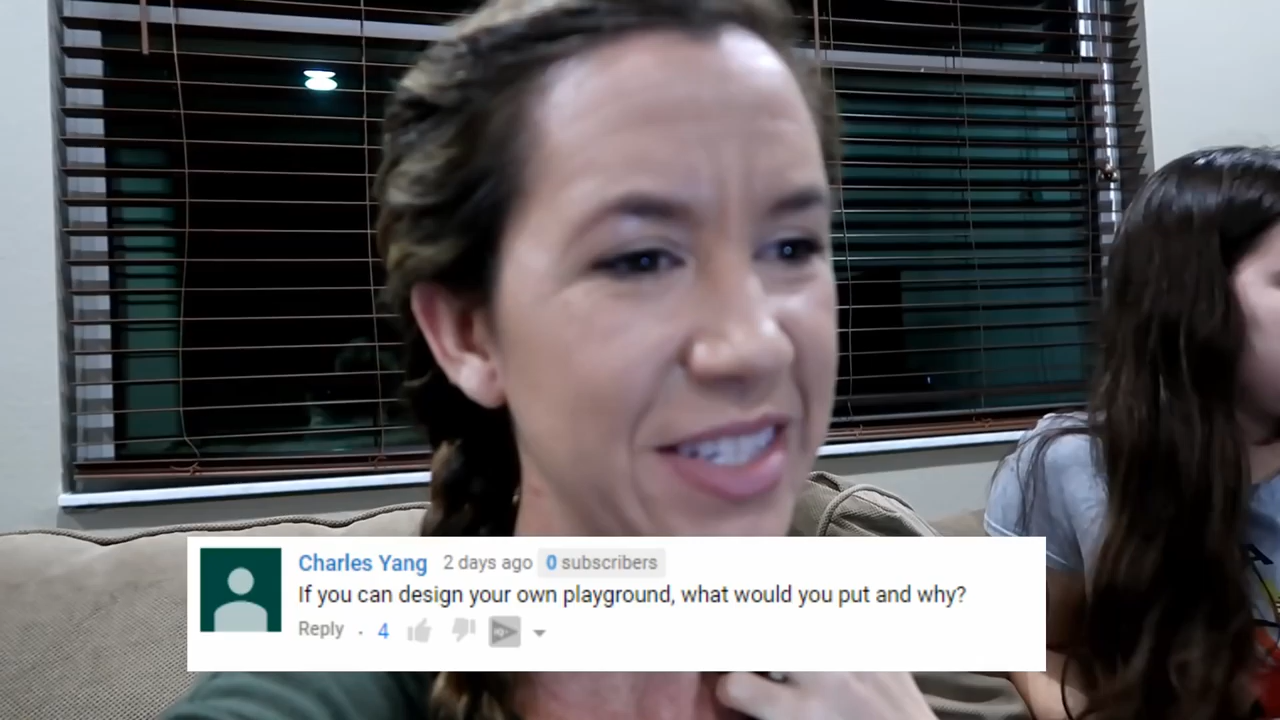 Charles Yang 2 days ago 0 subscribers
If you can design your own playground, what would you put and why?
Reply . 4